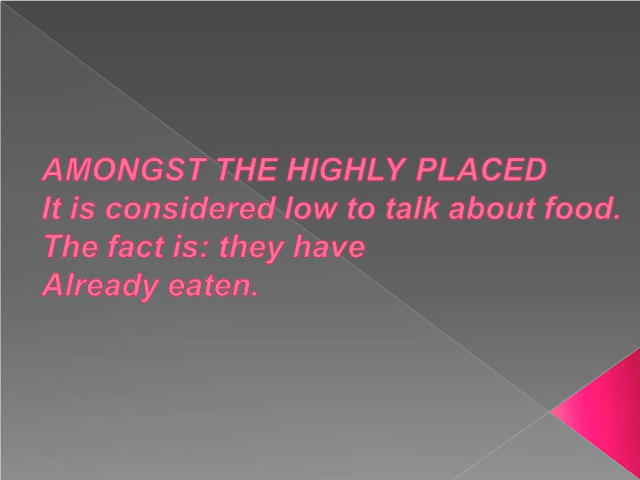 AMONGST THE HIGHLY PLACED
It is considered low to talk about food.
The fact is: they have
Already eaten.